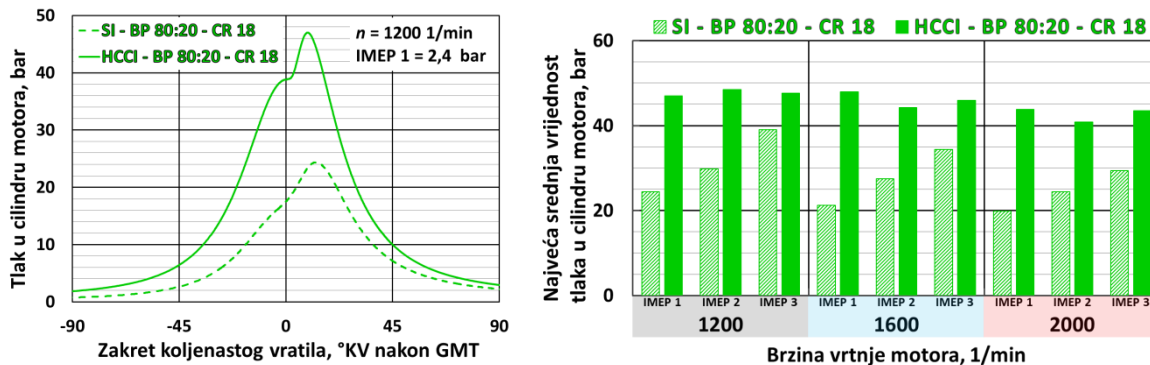 Tlak u cilindru motora, bar
50
40
30
20
10
0
SI - BP 80:20 - CR 18
HCCI - BP 80:20 - CR 18
n = 1200 1/min
IMEP 1 = 2,4 bar
-90
-45
0
45
90
Zakret koljenastog vratila, °KV nakon GMT
Najveća srednja vrijednost
tlaka u cilindru motora, bar
SI - BP 80:20 - CR 18
HCCI - BP 80:20 - CR 18
60
40
20
0
IMEP 1 IMEP 2 IMEP 3 IMEP 1 IMEP 2 IMEP 3 IMEP 1 IMEP 2 IMEP 3
1200 1600 2000
Brzina vrtnje motora, 1/min